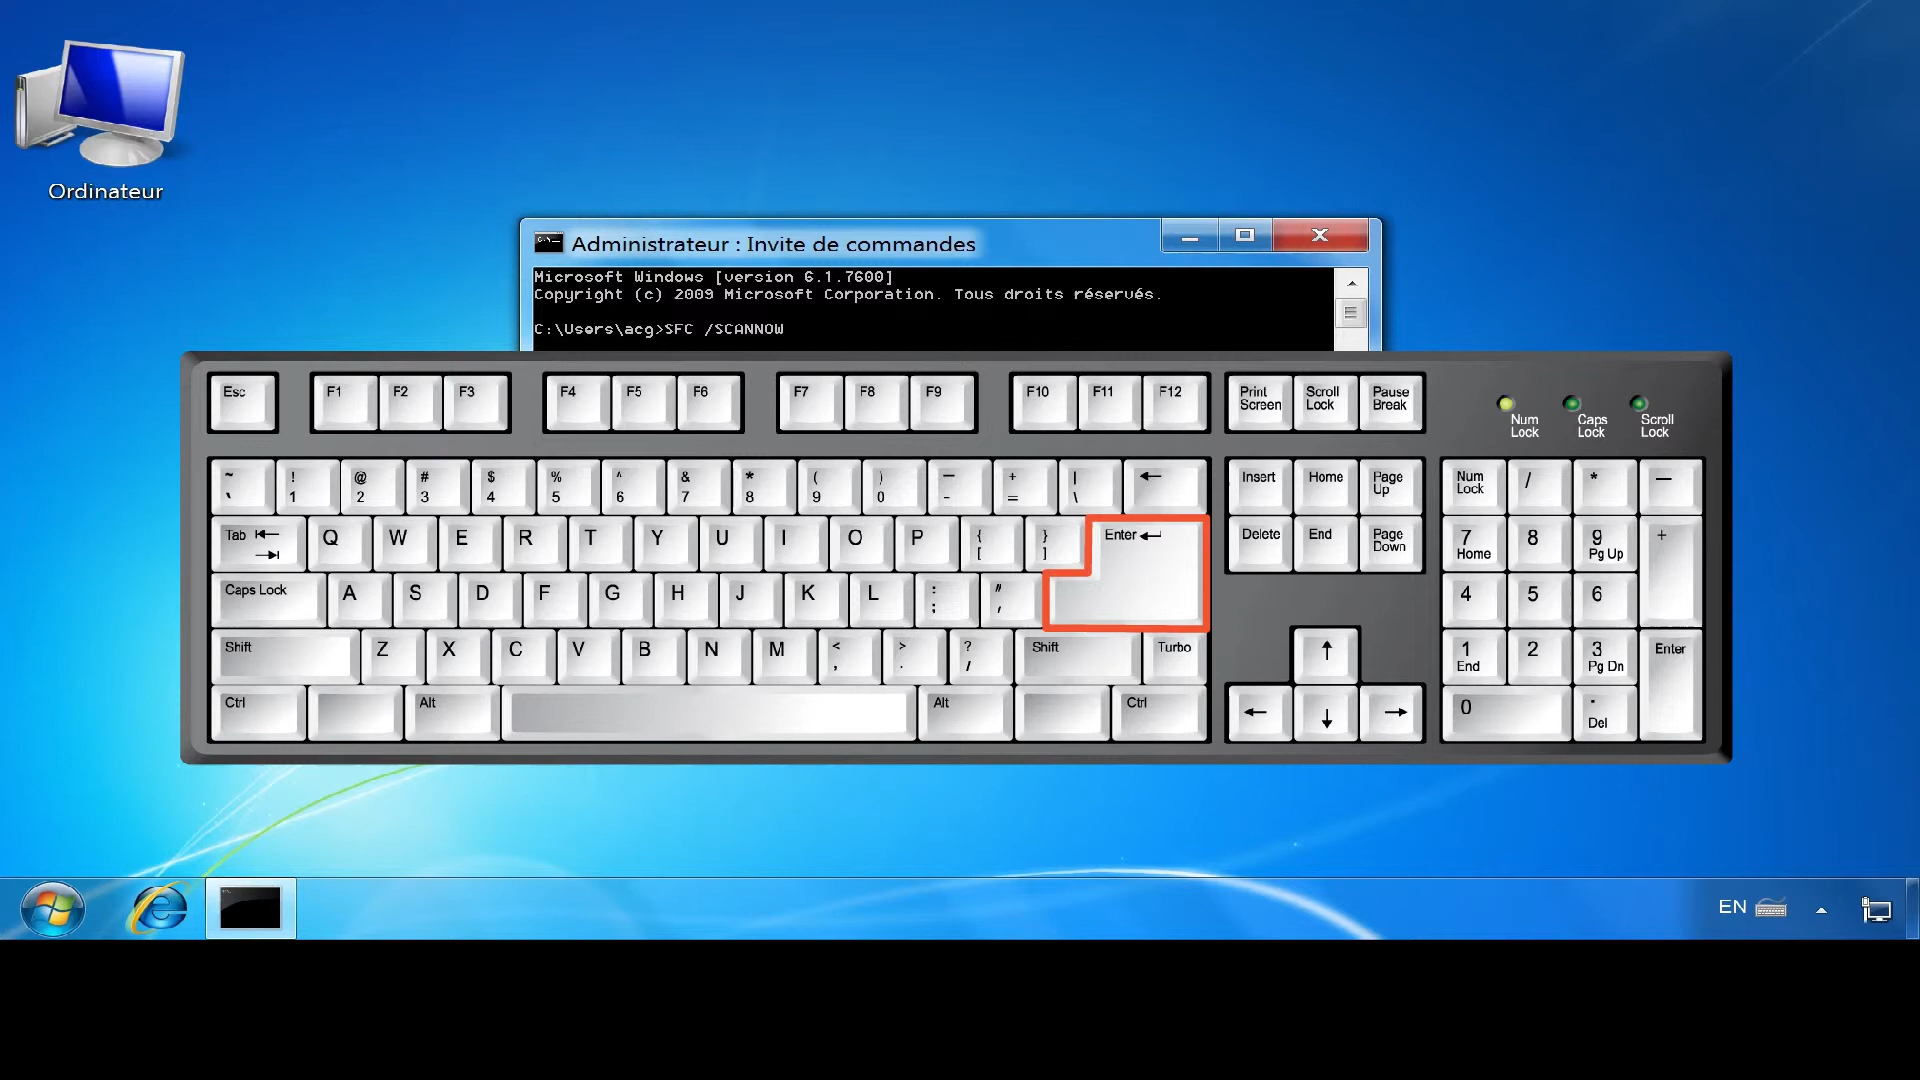 Ordinateur
Administrateur : Invite de commandes
Microsoft Windows [version 6.1.7600]
Copyright (c) 2009 Microsoft Corporation. Tous droits réservés.
C:\Users\acg>SFC /SCANNOW
Esc F1 F2 F3 F4 F5 F6 F7 F8 F9 F10 F11 F12 Print Screen Scroll Lock Pause Break
Num Lock Caps Lock Scroll Lock
~ ` ! 1 @ 2 # 3 $ 4 % 5 ^ 6 & 7 * 8 ( 9 ) 0 — - + = | \ ← Insert Home Page Up Num Lock / * —
Tab Q W E R T Y U I O P { [ } ] Enter Delete End Page Down 7 Home 8 9 Pg Up +
Caps Lock A S D F G H J K L : ; " ' 4 5 6
Shift Z X C V B N M < , > . ? / Shift Turbo ↑ 1 End 2 3 Pg Dn Enter
Ctrl Alt Alt Ctrl ← ↓ → 0 . Del
EN